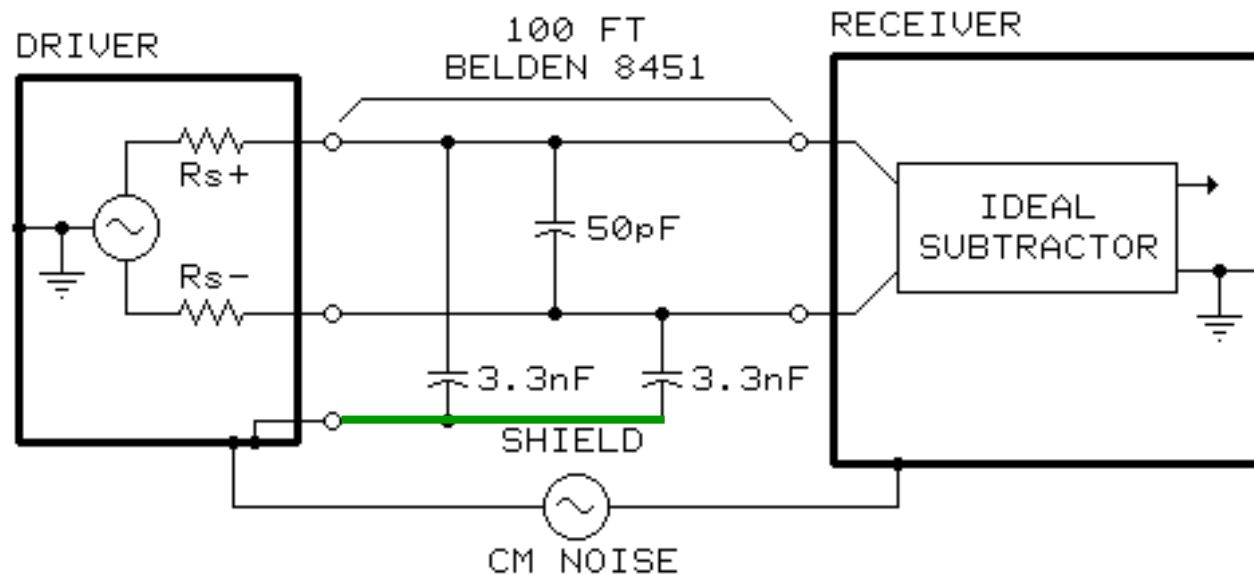 DRIVER
100 FT
BELDEN 8451
RECEIVER
Rs+
Rs-
50pF
IDEAL
SUBTRACTOR
3.3nF
3.3nF
SHIELD
CM NOISE